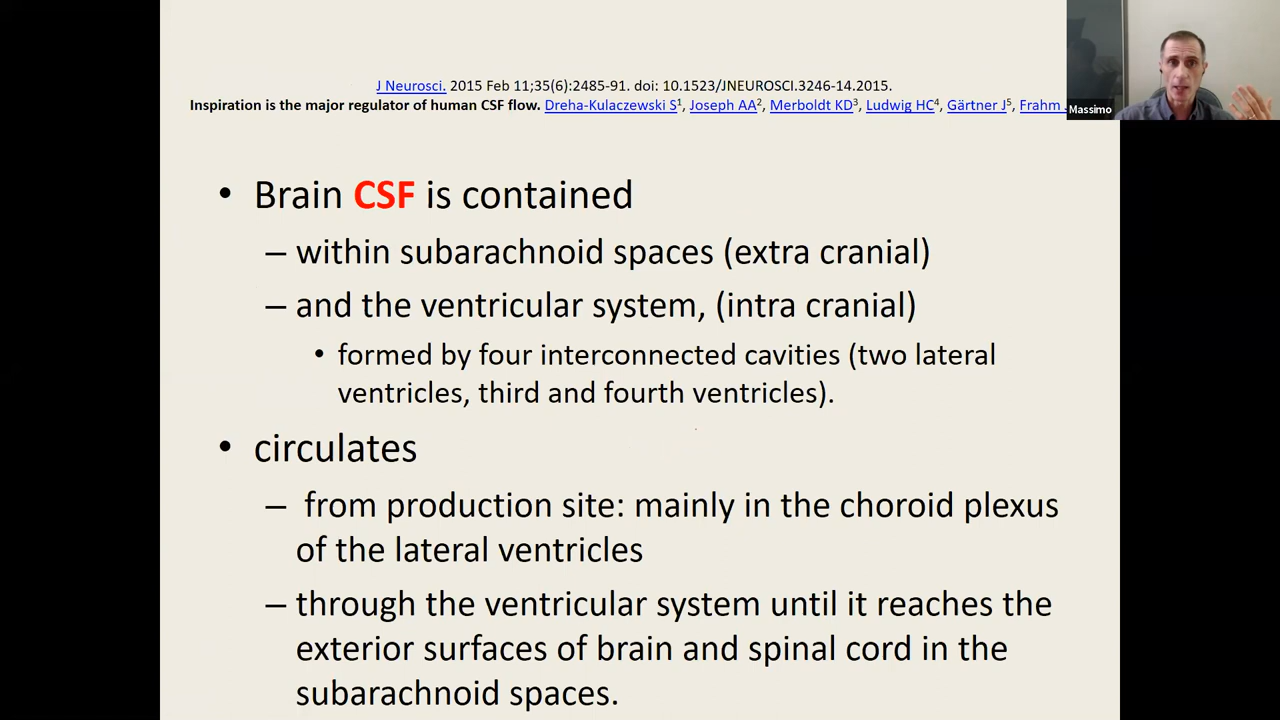 J Neurosci. 2015 Feb 11;35(6):2485-91. doi: 10.1523/JNEUROSCI.3246-14.2015.
Inspiration is the major regulator of human CSF flow. Dreha-Kulaczewski S1, Joseph AA2, Merboldt KD3, Ludwig HC4, Gärtner J5, Frahm
Massimo
• Brain CSF is contained
– within subarachnoid spaces (extra cranial)
– and the ventricular system, (intra cranial)
• formed by four interconnected cavities (two lateral
ventricles, third and fourth ventricles).
• circulates
– from production site: mainly in the choroid plexus
of the lateral ventricles
– through the ventricular system until it reaches the
exterior surfaces of brain and spinal cord in the
subarachnoid spaces.